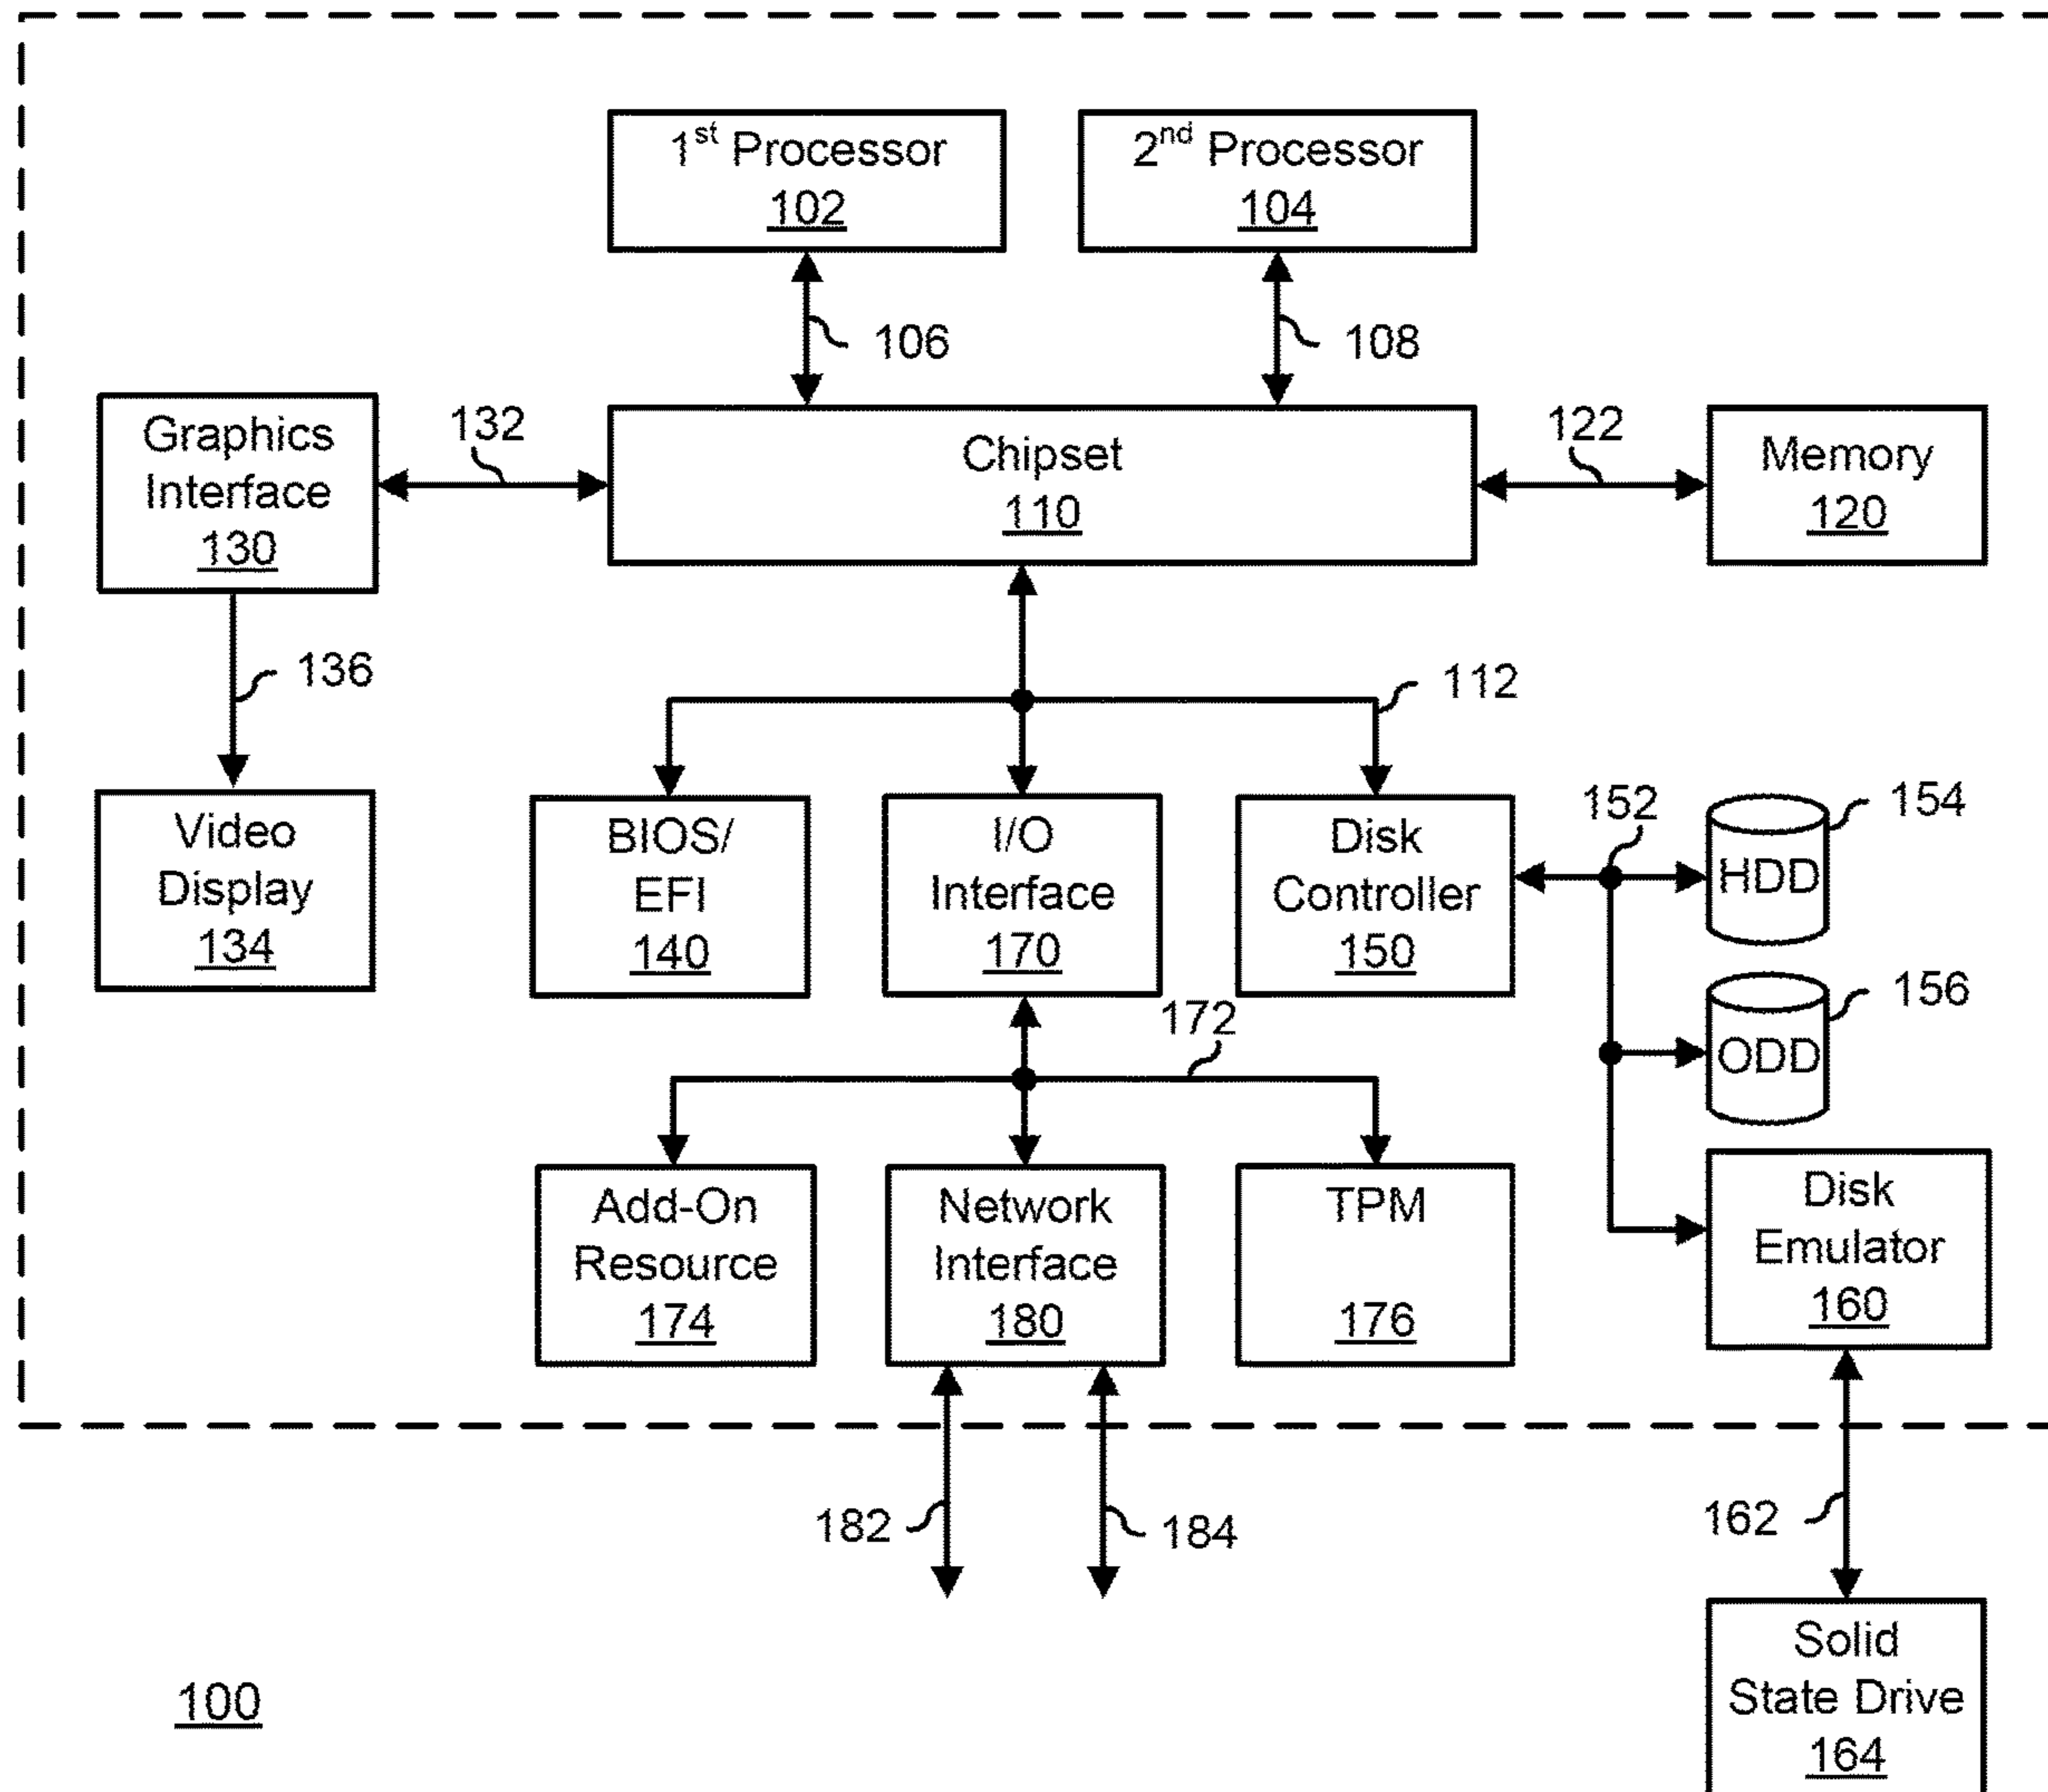 1st Processor
102
2nd Processor
104
106
108
Graphics
Interface
130
132
Chipset
110
122
Memory
120
136
112
Video
Display
134
BIOS/
EFI
140
I/O
Interface
170
Disk
Controller
150
152
HDD
154
ODD
156
172
Add-On
Resource
174
Network
Interface
180
TPM
176
Disk
Emulator
160
182
184
162
Solid
State Drive
164
100